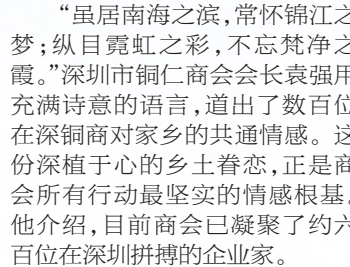 “虽居南海之滨，常怀锦江之
梦；纵目霓虹之彩，不忘梵净之
霞。”深圳市铜仁商会会长袁强用
充满诗意的语言，道出了数百位
在深铜商对家乡的共通情感。这
份深植于心的乡土眷恋，正是商
会所有行动最坚实的情感根基。
他介绍，目前商会已凝聚了约六
百位在深圳拼搏的企业家。